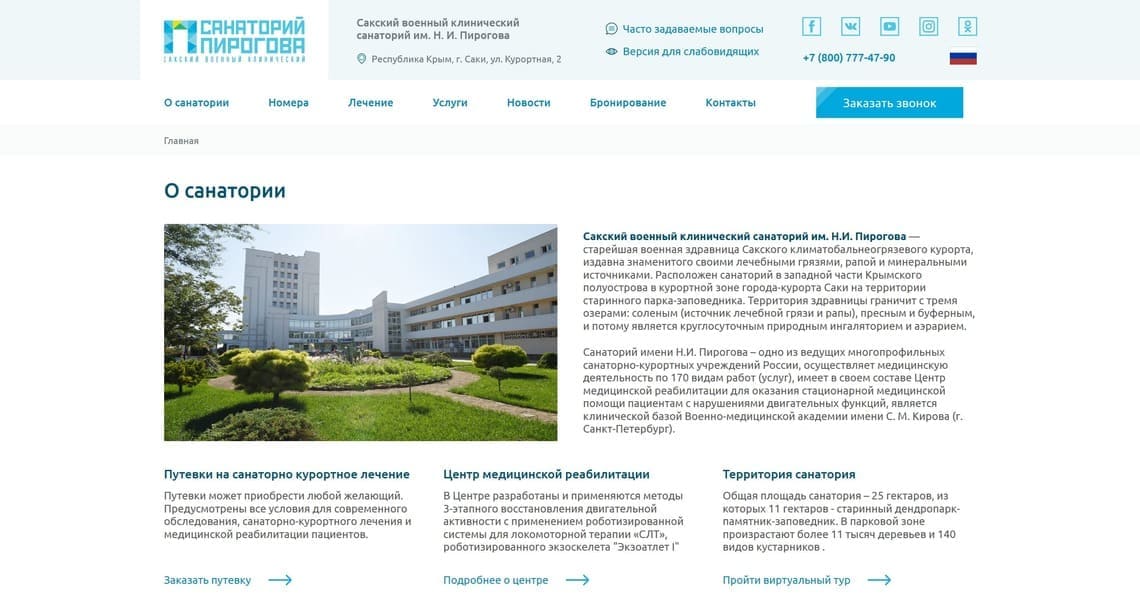 САНАТОРИЙ
ПИРОГОВА
САКСКИЙ ВОЕННЫЙ КЛИНИЧЕСКИЙ
Сакский военный клинический
санаторий им. Н. И. Пирогова
Республика Крым, г. Саки, ул. Курортная, 2
Часто задаваемые вопросы
Версия для слабовидящих
+7 (800) 777-47-90
О санатории
Номера
Лечение
Услуги
Новости
Бронирование
Контакты
Заказать звонок
Главная
О санатории
Сакский военный клинический санаторий им. Н.И. Пирогова —
старейшая военная здравница Сакского климатобальнеогрязевого курорта,
издавна знаменитого своими лечебными грязями, рапой и минеральными
источниками. Расположен санаторий в западной части Крымского
полуострова в курортной зоне города-курорта Саки на территории
старинного парка-заповедника. Территория здравницы граничит с тремя
озерами: соленым (источник лечебной грязи и рапы), пресным и буферным,
и потому является круглосуточным природным ингаляторием и аэрарием.
Санаторий имени Н.И. Пирогова – одно из ведущих многопрофильных
санаторно-курортных учреждений России, осуществляет медицинскую
деятельность по 170 видам работ (услуг), имеет в своем составе Центр
медицинской реабилитации для оказания стационарной медицинской
помощи пациентам с нарушениями двигательных функций, является
клинической базой Военно-медицинской академии имени С. М. Кирова (г.
Санкт-Петербург).
Путевки на санаторно курортное лечение
Путевки может приобрести любой желающий.
Предусмотрены все условия для современного
обследования, санаторно-курортного лечения и
медицинской реабилитации пациентов.
Заказать путевку
Центр медицинской реабилитации
В Центре разработаны и применяются методы
3-этапного восстановления двигательной
активности с применением роботизированной
системы для локомоторной терапии «СЛТ»,
роботизированного экзоскелета "Экзоатлет I"
Подробнее о центре
Территория санатория
Общая площадь санатория – 25 гектаров, из
которых 11 гектаров - старинный дендропарк-
памятник-заповедник. В парковой зоне
произрастают более 11 тысяч деревьев и 140
видов кустарников .
Пройти виртуальный тур